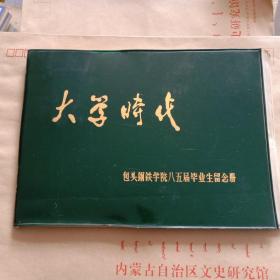 大学时代
包头钢铁学院八五届毕业生留念册
内蒙古自治区文史研究馆